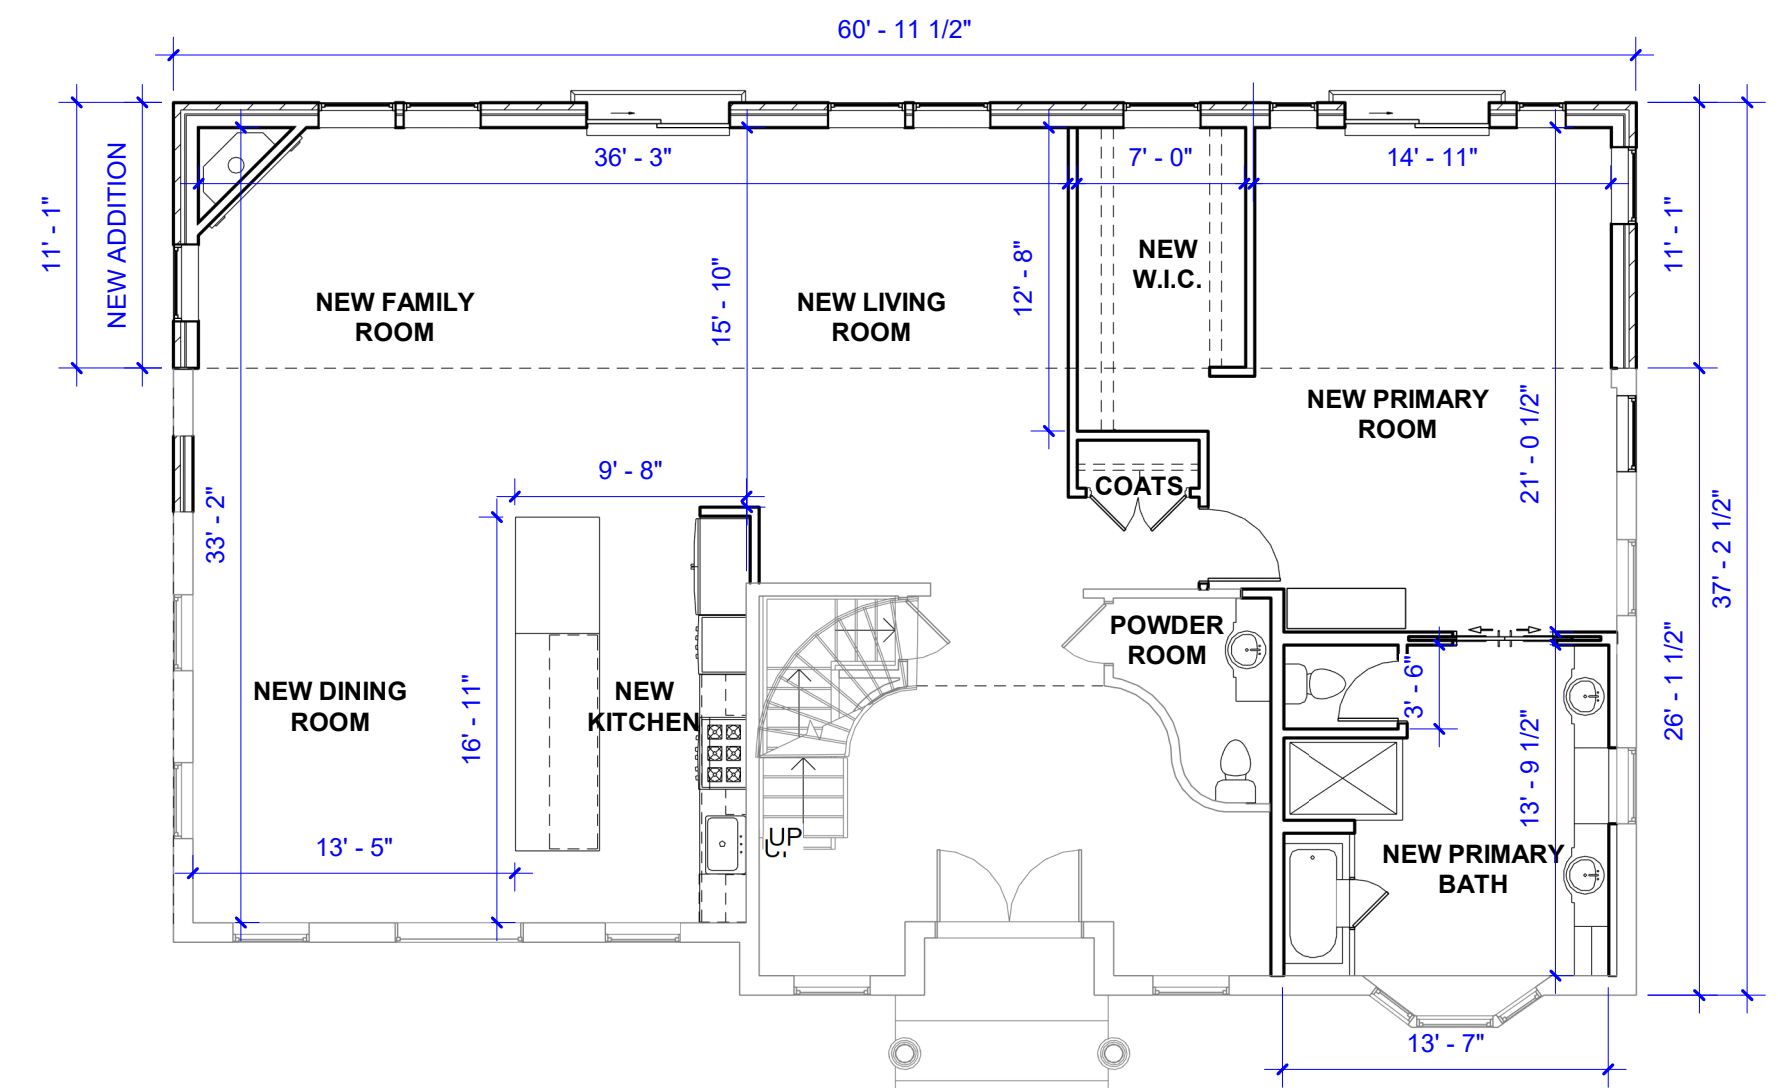 60' - 11 1/2"
36' - 3"
7' - 0"
14' - 11"
11' - 1"
NEW ADDITION
NEW FAMILY
ROOM
15' - 10"
NEW LIVING
ROOM
12' - 8"
NEW
W.I.C.
11' - 1"
NEW PRIMARY
ROOM
21' - 0 1/2"
33' - 2"
9' - 8"
COATS
37' - 2 1/2"
NEW DINING
ROOM
16' - 11"
NEW
KITCHEN
POWDER
ROOM
3' - 6"
26' - 1 1/2"
13' - 9 1/2"
13' - 5"
UP
NEW PRIMARY
BATH
13' - 7"